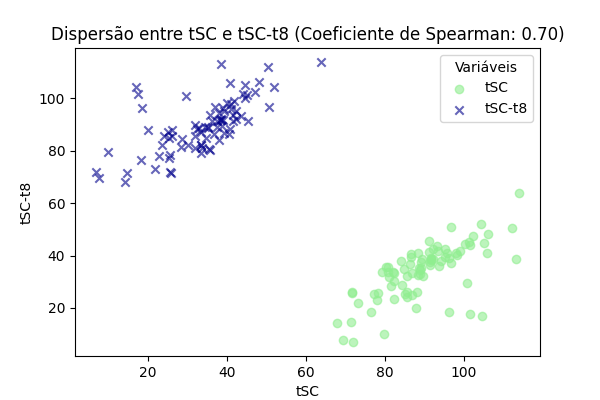 Dispersão entre tSC e tSC-t8 (Coeficiente de Spearman: 0.70)
Variáveis
tSC
tSC-t8
100
80
60
40
20
tSC-t8
20 40 60 80 100
tSC